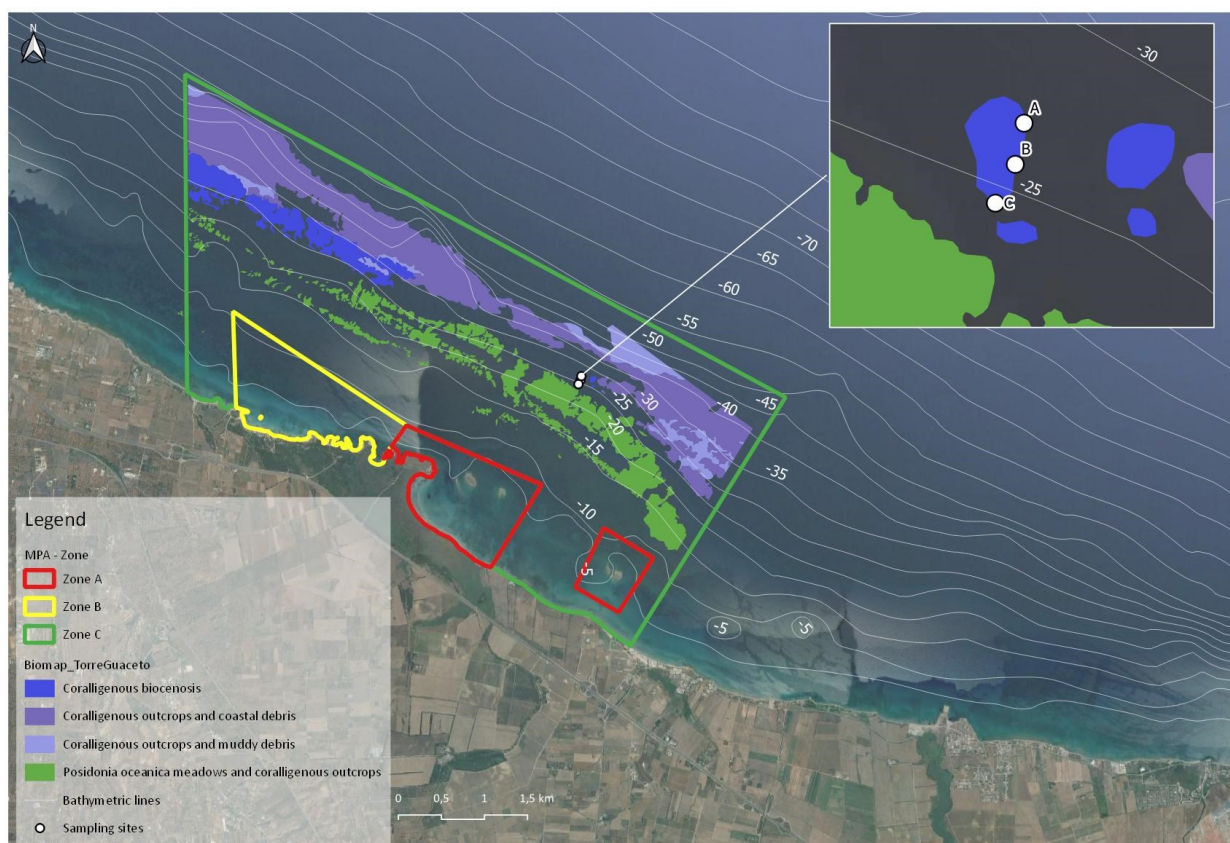 N
-30
A
B
-25
C
-70
-65
-60
-55
-50
-45
-40
-25
-30
-20
-15
-35
-10
-5
-5
-5
Legend
MPA - Zone
Zone A
Zone B
Zone C
Biomap_TorreGuaceto
Coralligenous biocenosis
Coralligenous outcrops and coastal debris
Coralligenous outcrops and muddy debris
Posidonia oceanica meadows and coralligenous outcrops
Bathymetric lines
Sampling sites
0 0,5 1 1,5 km